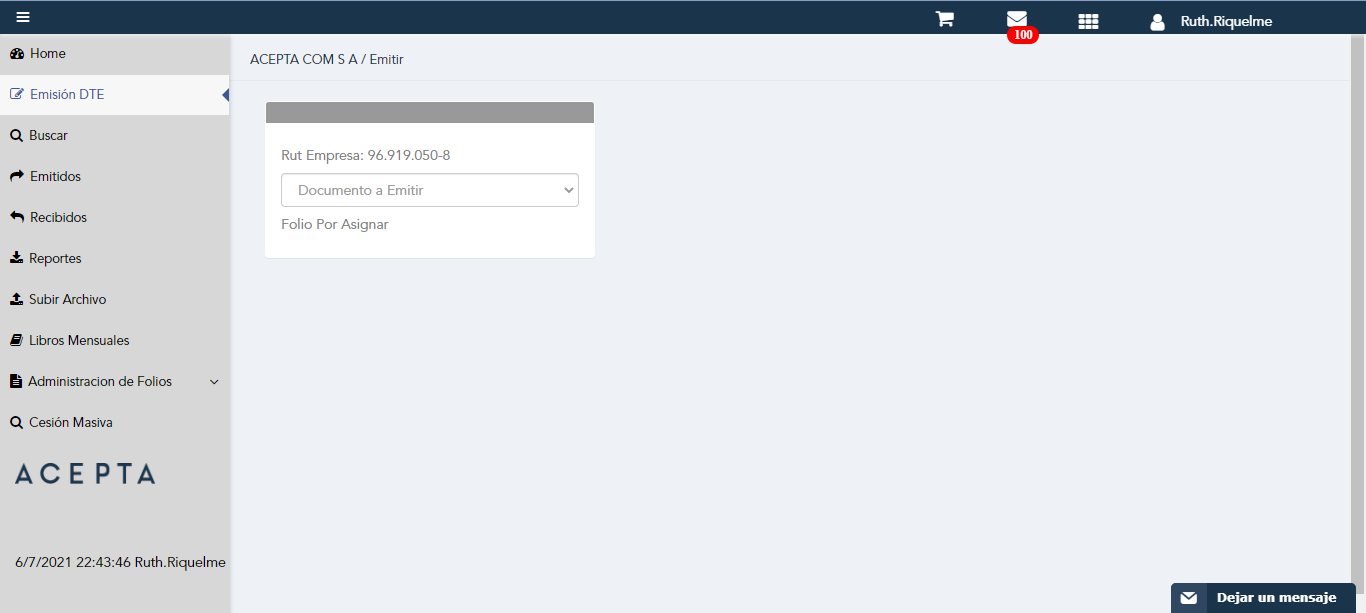 Ruth.Riquelme
100
Home
ACEPTA COM S A / Emitir
Emisión DTE
Buscar
Rut Empresa: 96.919.050-8
Emitidos
Documento a Emitir
Recibidos
Folio Por Asignar
Reportes
Subir Archivo
Libros Mensuales
Administracion de Folios
Cesión Masiva
ACEPTA
6/7/2021 22:43:46 Ruth.Riquelme
Dejar un mensaje